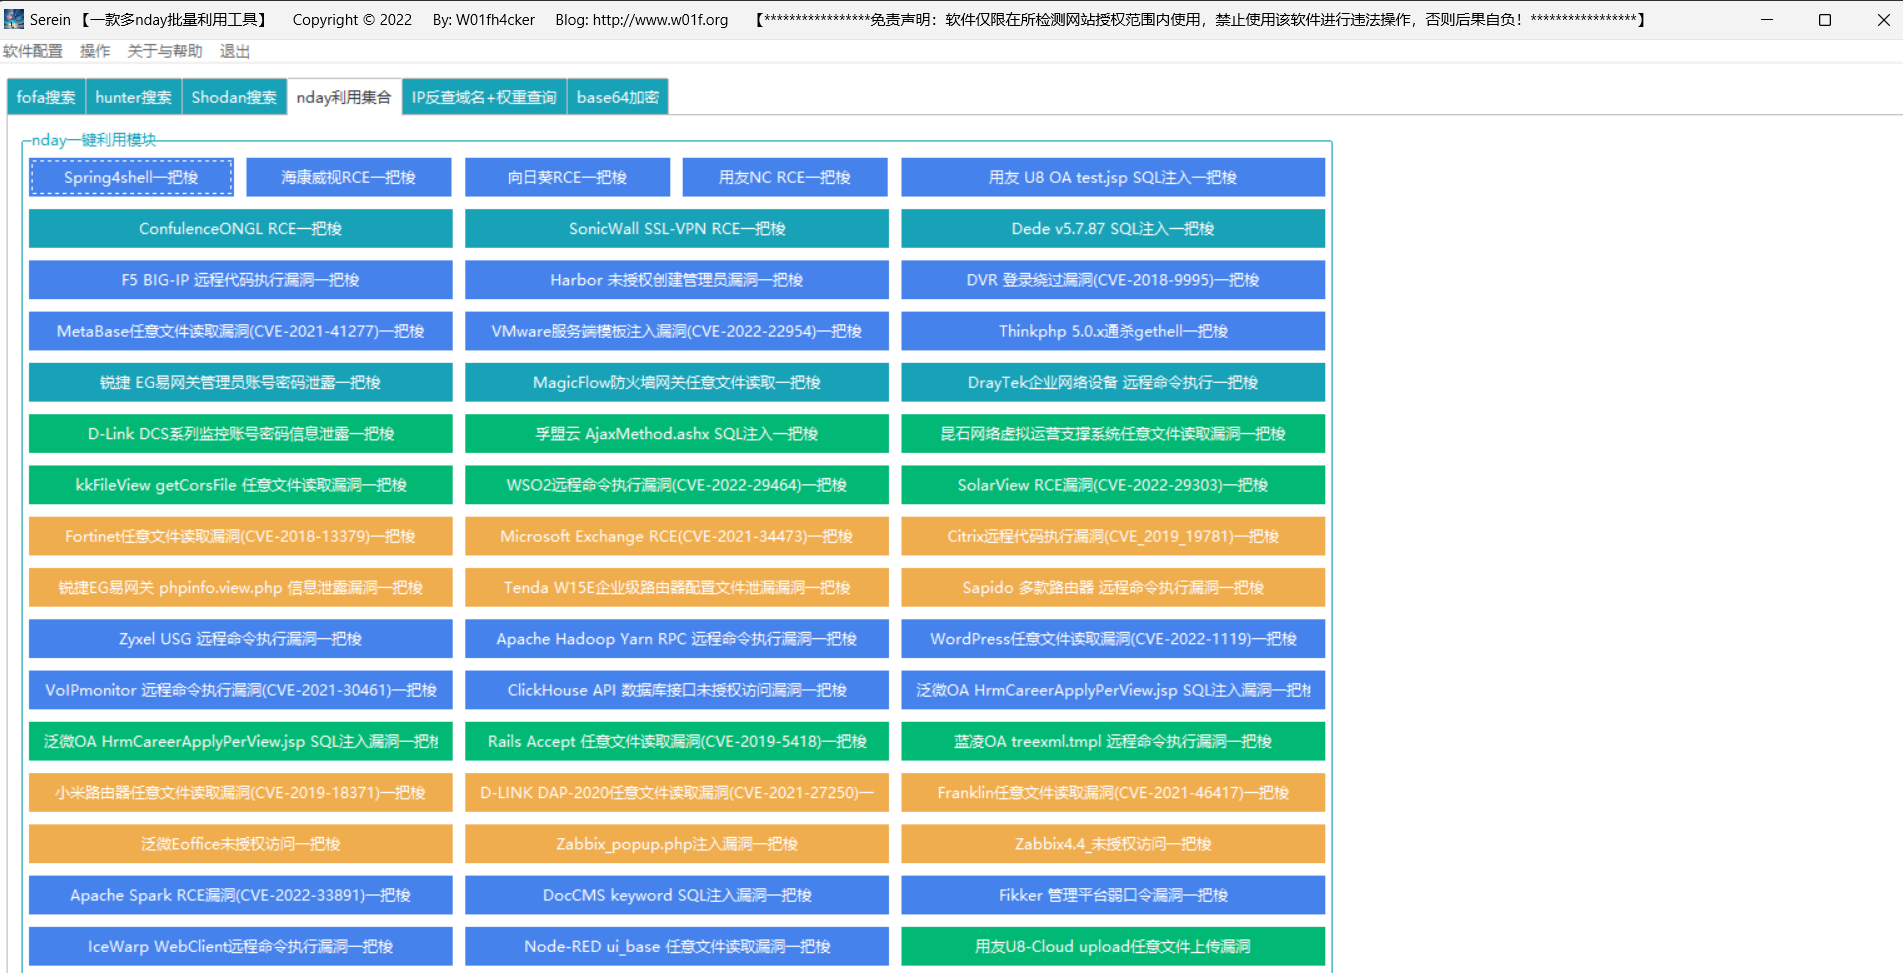 Serein 【一款多nday批量利用工具】 Copyright © 2022 By: W01fh4cker Blog: http://www.w01f.org 【*****************免责声明：软件仅限在所检测网站授权范围内使用，禁止使用该软件进行违法操作，否则后果自负！*****************】
软件配置 操作 关于与帮助 退出
fofa搜索 hunter搜索 Shodan搜索 nday利用集合 IP反查域名+权重查询 base64加密
nday一键利用模块
Spring4shell一把梭 海康威视RCE一把梭 向日葵RCE一把梭 用友NC RCE一把梭 用友 U8 OA test.jsp SQL注入一把梭
ConfulenceONGL RCE一把梭 SonicWall SSL-VPN RCE一把梭 Dede v5.7.87 SQL注入一把梭
F5 BIG-IP 远程代码执行漏洞一把梭 Harbor 未授权创建管理员漏洞一把梭 DVR 登录绕过漏洞(CVE-2018-9995)一把梭
MetaBase任意文件读取漏洞(CVE-2021-41277)一把梭 VMware服务端模板注入漏洞(CVE-2022-22954)一把梭 Thinkphp 5.0.x通杀gethell一把梭
锐捷 EG易网关管理员账号密码泄露一把梭 MagicFlow防火墙网关任意文件读取一把梭 DrayTek企业网络设备 远程命令执行一把梭
D-Link DCS系列监控账号密码信息泄露一把梭 孚盟云 AjaxMethod.ashx SQL注入一把梭 昆石网络虚拟运营支撑系统任意文件读取漏洞一把梭
kkFileView getCorsFile 任意文件读取漏洞一把梭 WSO2远程命令执行漏洞(CVE-2022-29464)一把梭 SolarView RCE漏洞(CVE-2022-29303)一把梭
Fortinet任意文件读取漏洞(CVE-2018-13379)一把梭 Microsoft Exchange RCE(CVE-2021-34473)一把梭 Citrix远程代码执行漏洞(CVE_2019_19781)一把梭
锐捷EG易网关 phpinfo.view.php 信息泄露漏洞一把梭 Tenda W15E企业级路由器配置文件泄漏漏洞一把梭 Sapido 多款路由器 远程命令执行漏洞一把梭
Zyxel USG 远程命令执行漏洞一把梭 Apache Hadoop Yarn RPC 远程命令执行漏洞一把梭 WordPress任意文件读取漏洞(CVE-2022-1119)一把梭
VoIPmonitor 远程命令执行漏洞(CVE-2021-30461)一把梭 ClickHouse API 数据库接口未授权访问漏洞一把梭 泛微OA HrmCareerApplyPerView.jsp SQL注入漏洞一把
泛微OA HrmCareerApplyPerView.jsp SQL注入漏洞一把 Rails Accept 任意文件读取漏洞(CVE-2019-5418)一把梭 蓝凌OA treexml.tmpl 远程命令执行漏洞一把梭
小米路由器任意文件读取漏洞(CVE-2019-18371)一把梭 D-LINK DAP-2020任意文件读取漏洞(CVE-2021-27250)一 Franklin任意文件读取漏洞(CVE-2021-46417)一把梭
泛微Eoffice未授权访问一把梭 Zabbix_popup.php注入漏洞一把梭 Zabbix4.4_未授权访问一把梭
Apache Spark RCE漏洞(CVE-2022-33891)一把梭 DocCMS keyword SQL注入漏洞一把梭 Fikker 管理平台弱口令漏洞一把梭
IceWarp WebClient远程命令执行漏洞一把梭 Node-RED ui_base 任意文件读取漏洞一把梭 用友U8-Cloud upload任意文件上传漏洞